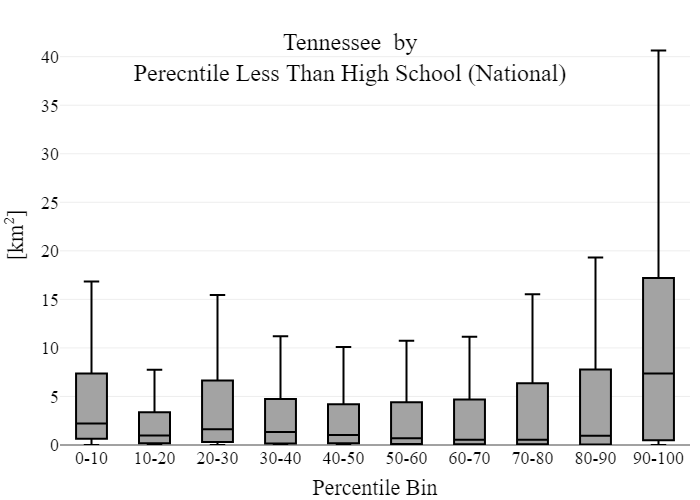 Tennessee by
Perecntile Less Than High School (National)
40
35
30
25
20
15
10
5
0
[km²]
0-10 10-20 20-30 30-40 40-50 50-60 60-70 70-80 80-90 90-100
Percentile Bin